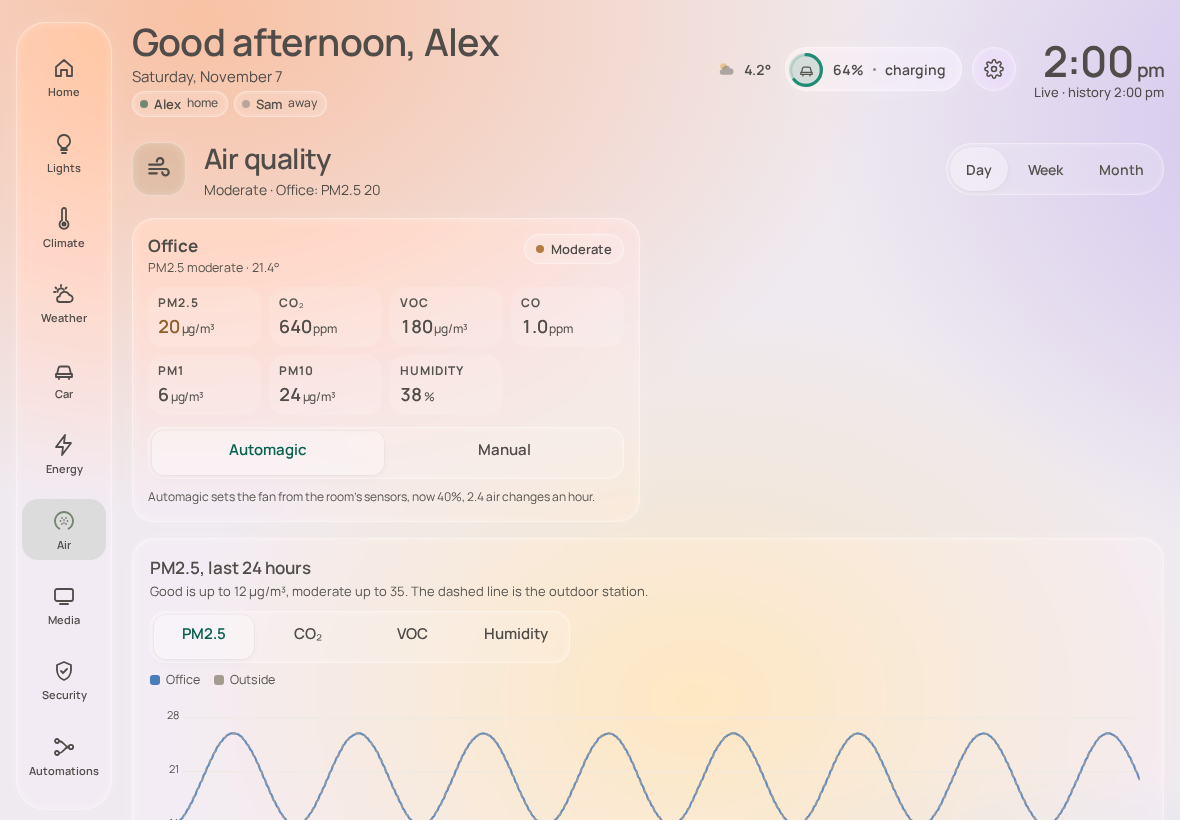 Good afternoon, Alex
Saturday, November 7
Alex home
Sam away
4.2°
64% · charging
2:00 pm
Live · history 2:00 pm
Home
Lights
Climate
Weather
Car
Energy
Air
Media
Security
Automations
Air quality
Moderate · Office: PM2.5 20
Day
Week
Month
Office
PM2.5 moderate · 21.4°
Moderate
PM2.5
20 µg/m³
CO₂
640 ppm
VOC
180 µg/m³
CO
1.0 ppm
PM1
6 µg/m³
PM10
24 µg/m³
HUMIDITY
38 %
Automagic
Manual
Automagic sets the fan from the room's sensors, now 40%, 2.4 air changes an hour.
PM2.5, last 24 hours
Good is up to 12 µg/m³, moderate up to 35. The dashed line is the outdoor station.
PM2.5
CO₂
VOC
Humidity
Office
Outside
28
21